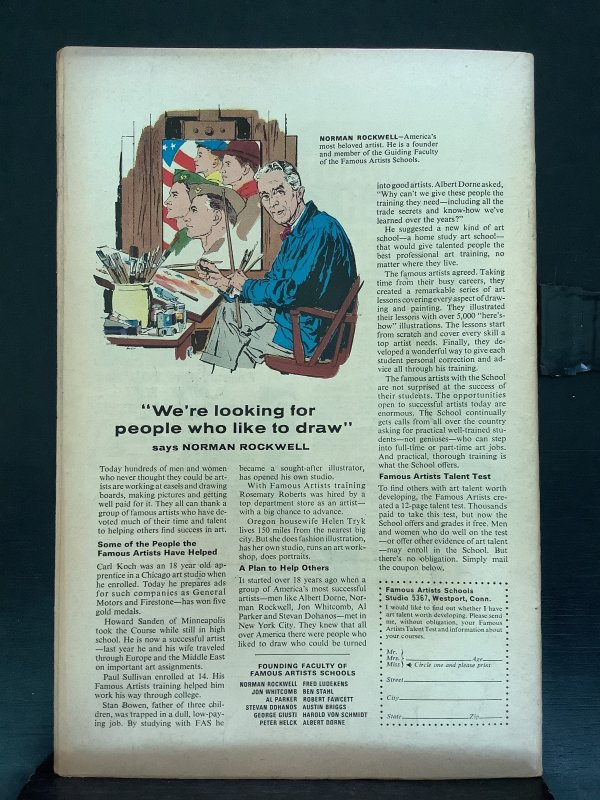 NORMAN ROCKWELL—America's
most beloved artist. He is a founder
and member of the Guiding Faculty
of the Famous Artists Schools.
"We're looking for
people who like to draw"
says NORMAN ROCKWELL
Today hundreds of men and women
who never thought they could be art-
ists are working at easels and drawing
boards, making pictures and getting
well paid for it. They all can thank a
group of famous artists who have de-
voted much of their time and talent
to helping others find success in art.
Some of the People the
Famous Artists Have Helped
Carl Koch was an 18 year old ap-
prentice in a Chicago art studio when
he enrolled. Today he prepares ads
for such companies as General
Motors and Firestone—has won five
gold medals.
Howard Sanden of Minneapolis
took the Course while still in high
school. He is now a successful artist
—last year he and his wife traveled
through Europe and the Middle East
on important art assignments.
Paul Sullivan enrolled at 14. His
Famous Artists training helped him
work his way through college.
Stan Bowen, father of three chil-
dren, was trapped in a dull, low-pay-
ing job. By studying with FAS he
became a sought-after illustrator,
has opened his own studio.
With Famous Artists training
Rosemary Roberts was hired by a
top department store as an artist—
with a big chance to advance.
Oregon housewife Helen Tryk
lives 150 miles from the nearest big
city. But she does fashion illustration,
has her own studio, runs an art work-
shop, does portraits.
A Plan to Help Others
It started over 18 years ago when a
group of America's most successful
artists—men like Albert Dorne, Nor-
man Rockwell, Jon Whitcomb, Al
Parker and Stevan Dohanos—met in
New York City. They knew that all
over America there were people who
liked to draw who could be turned
FOUNDING FACULTY OF
FAMOUS ARTISTS SCHOOLS
NORMAN ROCKWELL FRED LUDEKENS
JON WHITCOMB BEN STAHL
AL PARKER ROBERT FAWCETT
STEVAN DOHANOS AUSTIN BRIGGS
GEORGE GIUSTI HAROLD VON SCHMIDT
PETER HELCK ALBERT DORNE
into good artists. Albert Dorne asked,
"Why can't we give these people the
training they need—including all the
trade secrets and know-how we've
learned over the years?"
He suggested a new kind of art
school—a home study art school—
that would give talented people the
best professional art training, no
matter where they live.
The famous artists agreed. Taking
time from their busy careers, they
created a remarkable series of art
lessons covering every aspect of draw-
ing and painting. They illustrated
their lessons with over 5,000 "here's-
how" illustrations. The lessons start
from scratch and cover every skill a
top artist needs. Finally, they de-
veloped a wonderful way to give each
student personal correction and ad-
vice all through his training.
The famous artists with the School
are not surprised at the success of
their students. The opportunities
open to successful artists today are
enormous. The School continually
gets calls from all over the country
asking for practical well-trained stu-
dents—not geniuses—who can step
into full-time or part-time art jobs.
And practical, thorough training is
what the School offers.
Famous Artists Talent Test
To find others with art talent worth
developing, the Famous Artists cre-
ated a 12-page talent test. Thousands
paid to take this test, but now the
School offers and grades it free. Men
and women who do well on the test
—or offer other evidence of art talent
—may enroll in the School. But
there's no obligation. Simply mail
the coupon below.
Famous Artists Schools
Studio 5367, Westport, Conn.
I would like to find out whether I have
art talent worth developing. Please send
me, without obligation, your Famous
Artists Talent Test and information about
your courses.
Mr.
Mrs. Age
Miss Circle one and please print
Street
City
State Zip